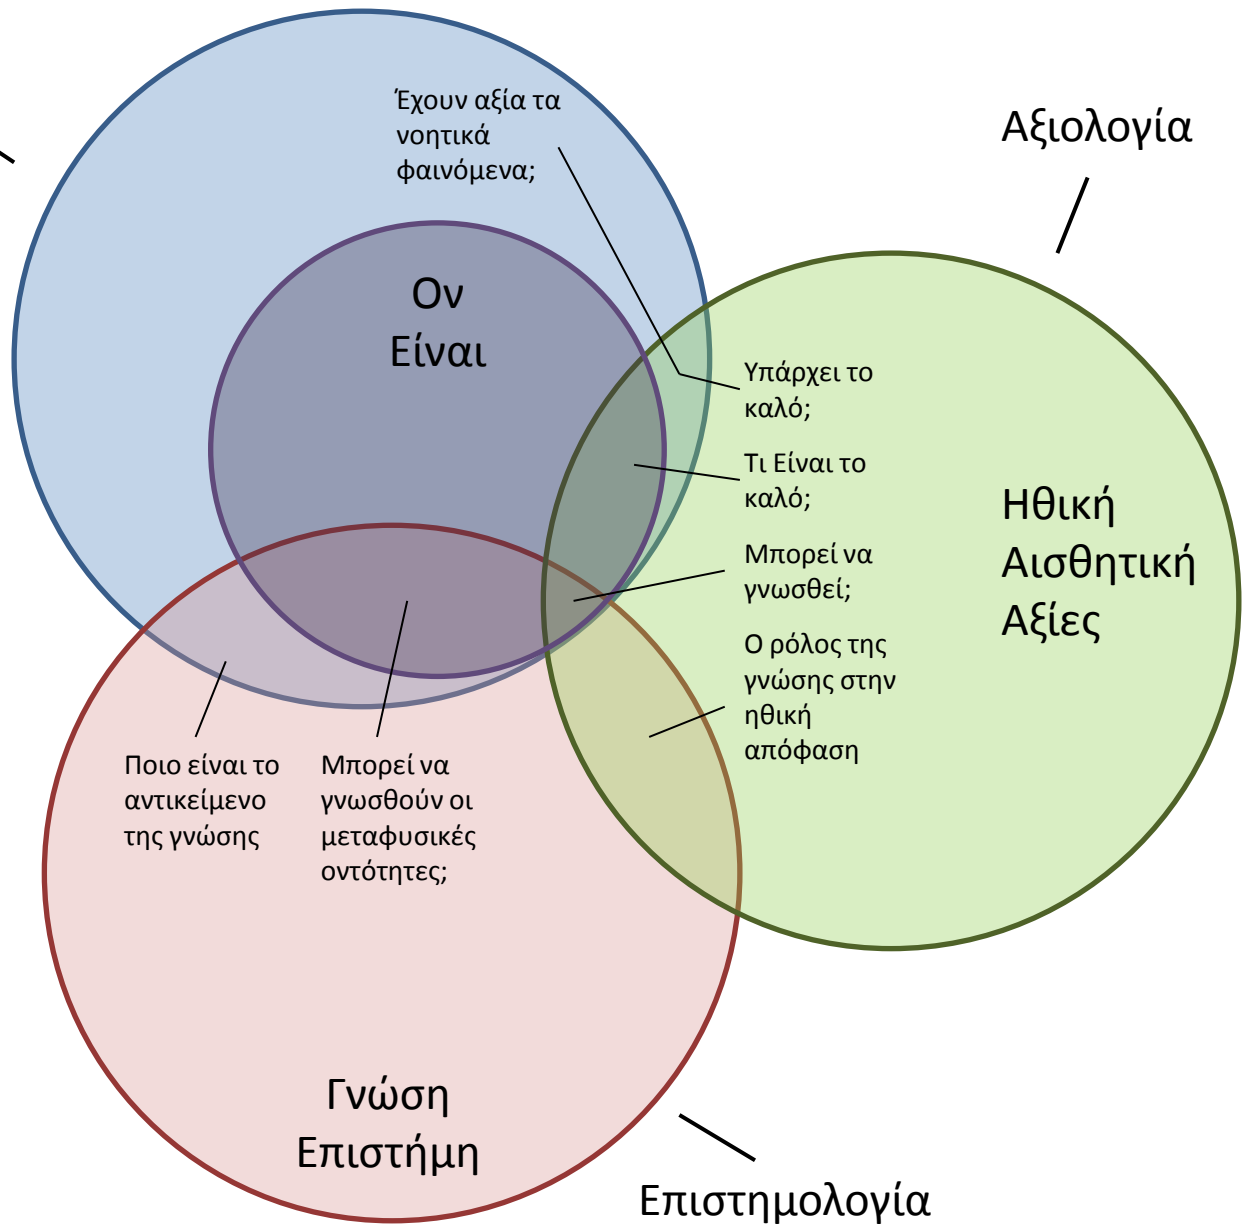 Έχουν αξία τα
νοητικά
φαινόμενα;
Αξιολογία
Ον
Είναι
Υπάρχει το
καλό;
Τι Είναι το
καλό;
Μπορεί να
γνωσθεί;
Ο ρόλος της
γνώσης στην
ηθική
απόφαση
Ηθική
Αισθητική
Αξίες
Ποιο είναι το
αντικείμενο
της γνώσης
Μπορεί να
γνωσθούν οι
μεταφυσικές
οντότητες;
Γνώση
Επιστήμη
Επιστημολογία